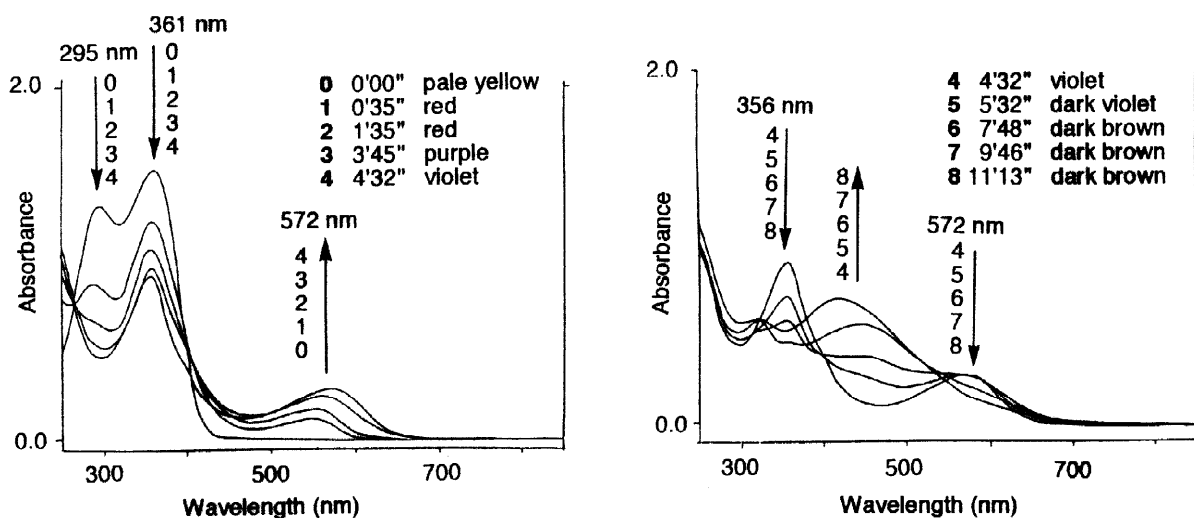 361 nm
295 nm
0
1
2
3
4
0
1
2
3
4
0 0'00" pale yellow
1 0'35" red
2 1'35" red
3 3'45" purple
4 4'32" violet
572 nm
4
3
2
1
0
2.0
0.0
Absorbance
300 500 700
Wavelength (nm)
2.0
0.0
Absorbance
356 nm
4
5
6
7
8
8
7
6
5
4
572 nm
4
5
6
7
8
4 4'32" violet
5 5'32" dark violet
6 7'48" dark brown
7 9'46" dark brown
8 11'13" dark brown
300 500 700
Wavelength (nm)